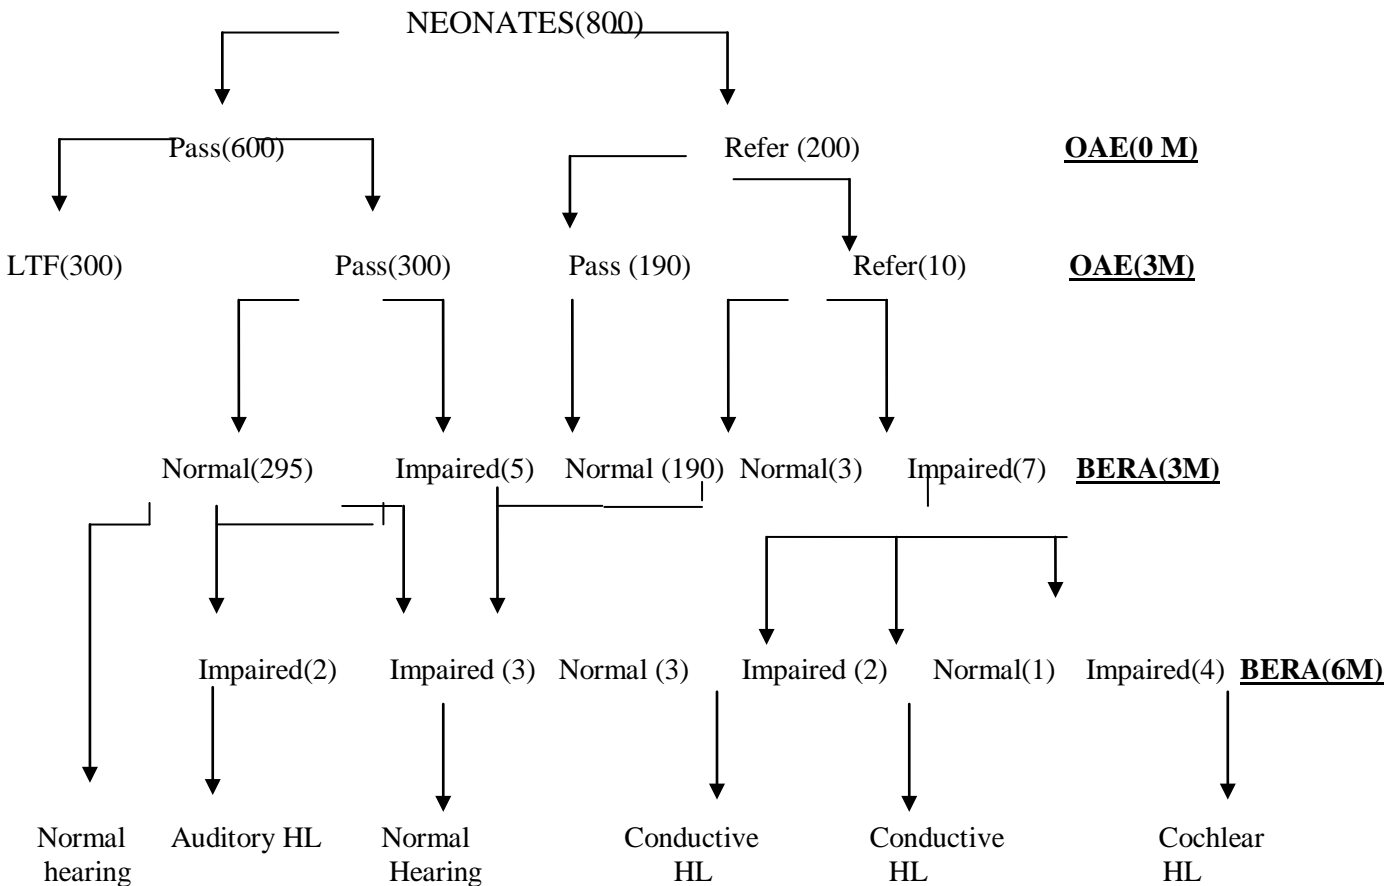 NEONATES(800)
Pass(600) Refer (200) OAE(0 M)
LTF(300) Pass(300) Pass (190) Refer(10) OAE(3M)
Normal(295) Impaired(5) Normal (190) Normal(3) Impaired(7) BERA(3M)
Impaired(2) Impaired (3) Normal (3) Impaired (2) Normal(1) Impaired(4) BERA(6M)
Normal Auditory HL Normal Conductive Conductive Cochlear
hearing Hearing HL HL HL